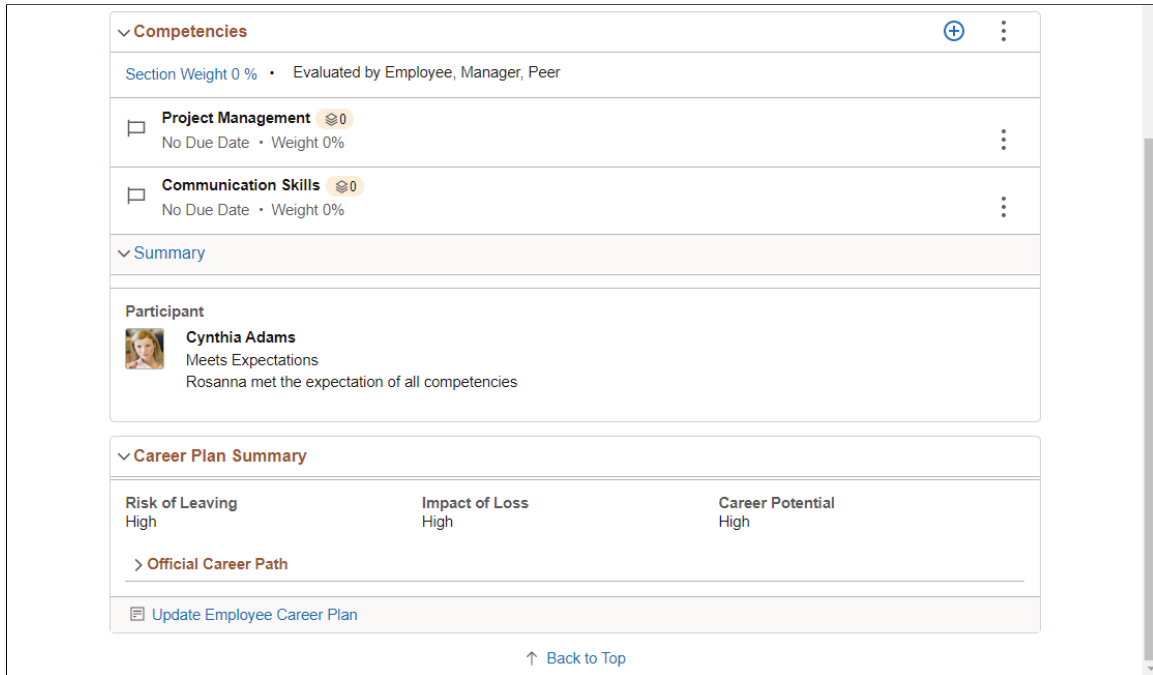 Competencies
Section Weight 0 % • Evaluated by Employee, Manager, Peer
Project Management 0
No Due Date • Weight 0%
Communication Skills 0
No Due Date • Weight 0%
Summary
Participant
Cynthia Adams
Meets Expectations
Rosanna met the expectation of all competencies
Career Plan Summary
Risk of Leaving Impact of Loss Career Potential
High High High
Official Career Path
Update Employee Career Plan
Back to Top